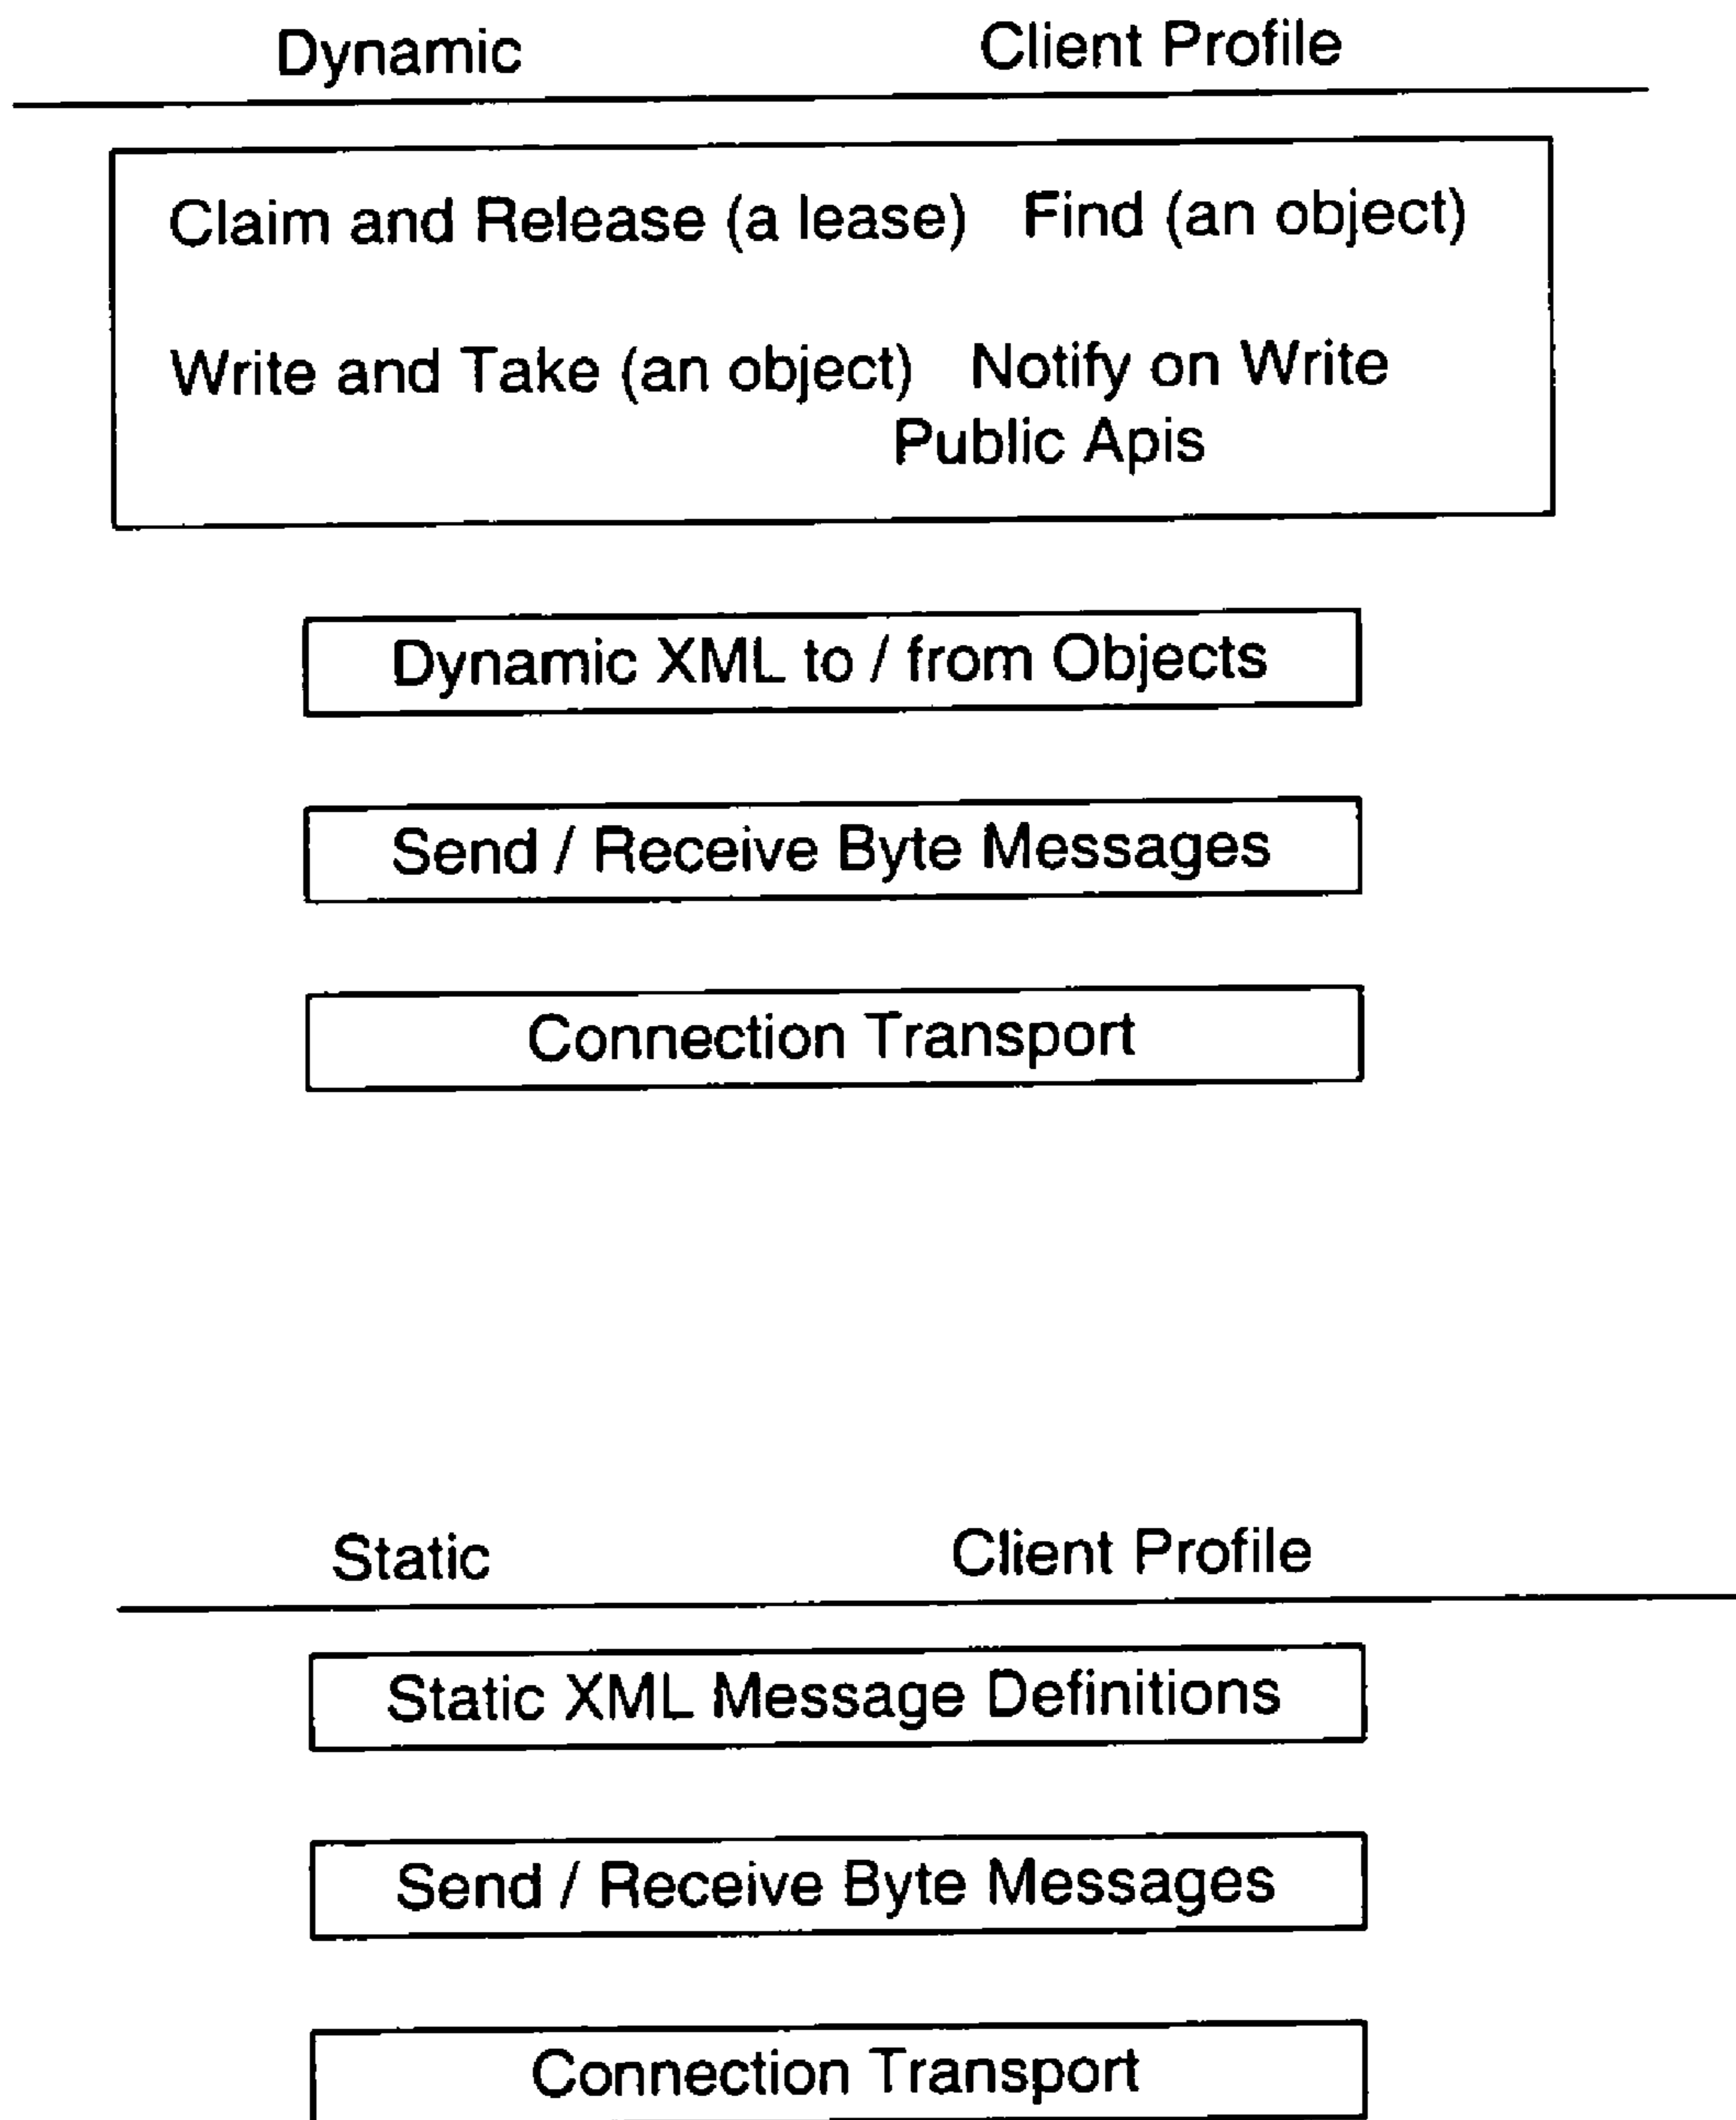 Dynamic Client Profile
Claim and Release (a lease) Find (an object)
Write and Take (an object) Notify on Write
Public Apis
Dynamic XML to / from Objects
Send / Receive Byte Messages
Connection Transport
Static Client Profile
Static XML Message Definitions
Send / Receive Byte Messages
Connection Transport